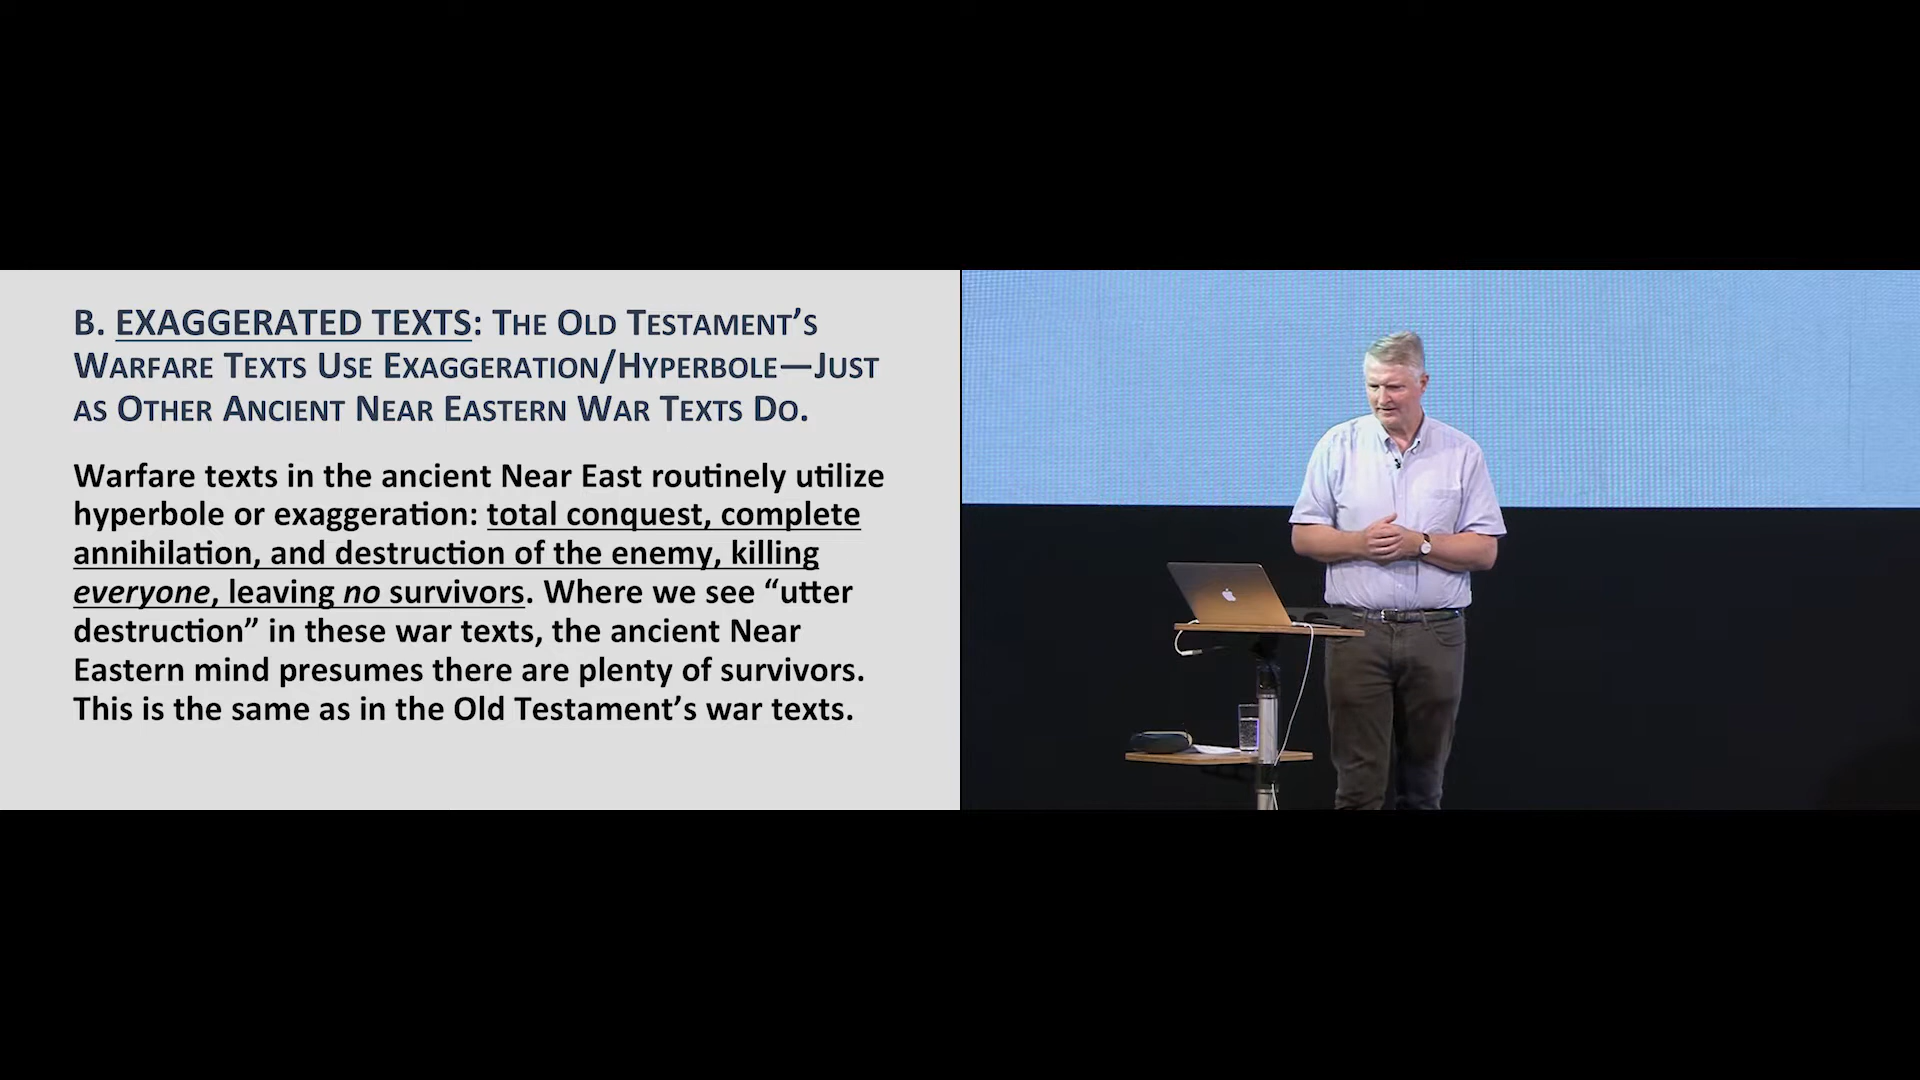 B. EXAGGERATED TEXTS: THE OLD TESTAMENT’S
WARFARE TEXTS USE EXAGGERATION/HYPERBOLE—JUST
AS OTHER ANCIENT NEAR EASTERN WAR TEXTS DO.
Warfare texts in the ancient Near East routinely utilize
hyperbole or exaggeration: total conquest, complete
annihilation, and destruction of the enemy, killing
everyone, leaving no survivors. Where we see “utter
destruction” in these war texts, the ancient Near
Eastern mind presumes there are plenty of survivors.
This is the same as in the Old Testament’s war texts.